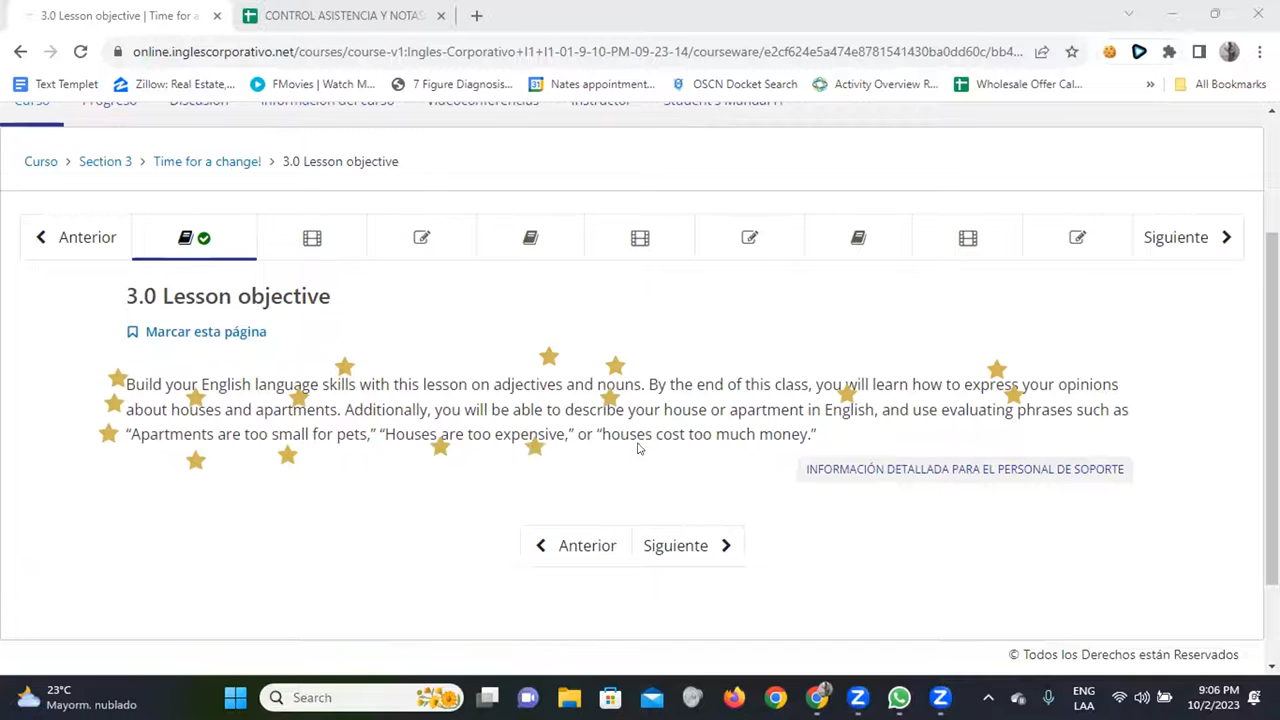 3.0 Lesson objective | Time for a
CONTROL ASISTENCIA Y NOTAS
online.inglescorporativo.net/courses/course-v1:Ingles-Corporativo+I1+I1-01-9-10-PM-09-23-14/courseware/e2cf624e5a474e8781541430ba0dd60c/bb4...
Text Templet
Zillow: Real Estate,...
FMovies | Watch M...
7 Figure Diagnosis...
Nates appointment...
OSCN Docket Search
Activity Overview R...
Wholesale Offer Cal...
»
All Bookmarks
Curso Progreso Discusión Información del curso Videoconferencias Instructor
Curso > Section 3 > Time for a change! > 3.0 Lesson objective
Anterior
Siguiente
3.0 Lesson objective
Marcar esta página
Build your English language skills with this lesson on adjectives and nouns. By the end of this class, you will learn how to express your opinions
about houses and apartments. Additionally, you will be able to describe your house or apartment in English, and use evaluating phrases such as
“Apartments are too small for pets,” “Houses are too expensive,” or “houses cost too much money.”
INFORMACIÓN DETALLADA PARA EL PERSONAL DE SOPORTE
Anterior
Siguiente
© Todos los Derechos están Reservados
23°C
Mayorm. nublado
Search
ENG
LAA
9:06 PM
10/2/2023